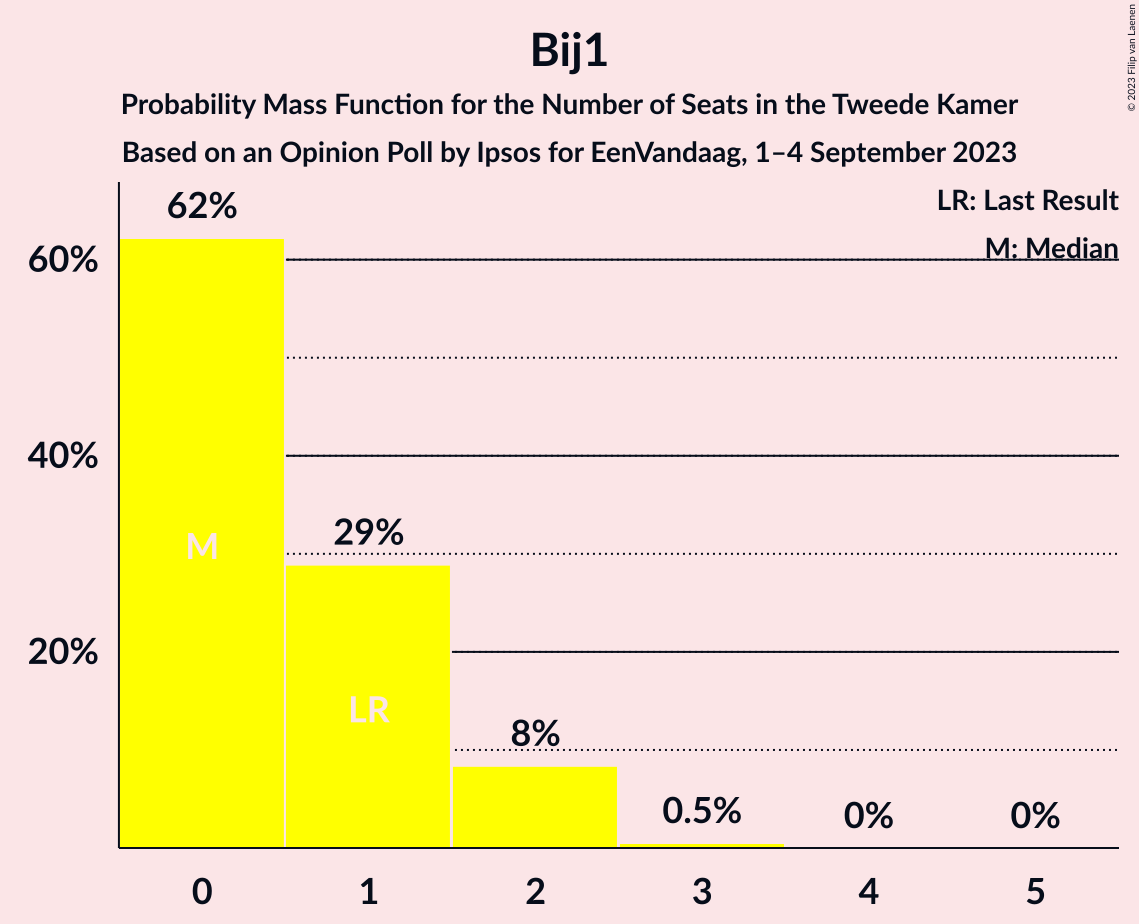 Bij1
Probability Mass Function for the Number of Seats in the Tweede Kamer
Based on an Opinion Poll by Ipsos for EenVandaag, 1–4 September 2023
© 2023 Filip van Laenen
LR: Last Result
M: Median
60%
40%
20%
62%
29%
8%
0.5%
0%
0%
M
LR
0
1
2
3
4
5